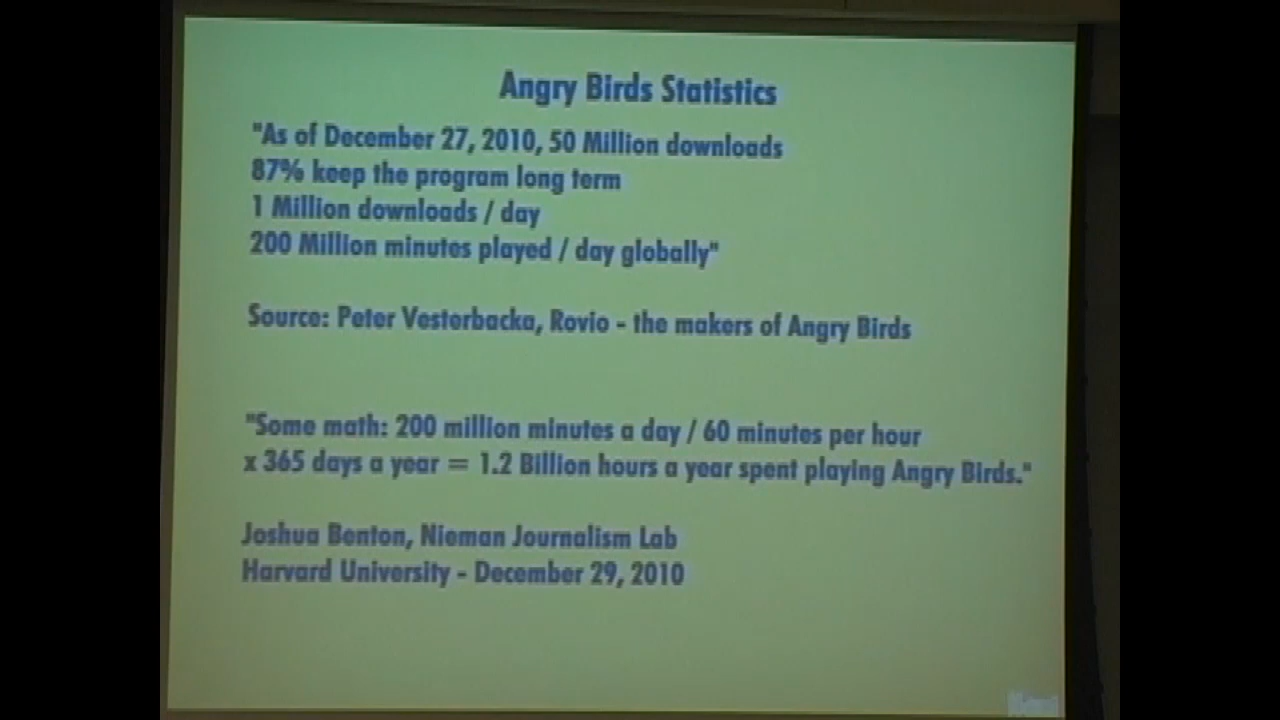 Angry Birds Statistics
"As of December 27, 2010, 50 Million downloads
87% keep the program long term
1 Million downloads / day
200 Million minutes played / day globally"
Source: Peter Vesterbacka, Rovio - the makers of Angry Birds
"Some math: 200 million minutes a day / 60 minutes per hour
x 365 days a year = 1.2 Billion hours a year spent playing Angry Birds."
Joshua Benton, Nieman Journalism Lab
Harvard University - December 29, 2010